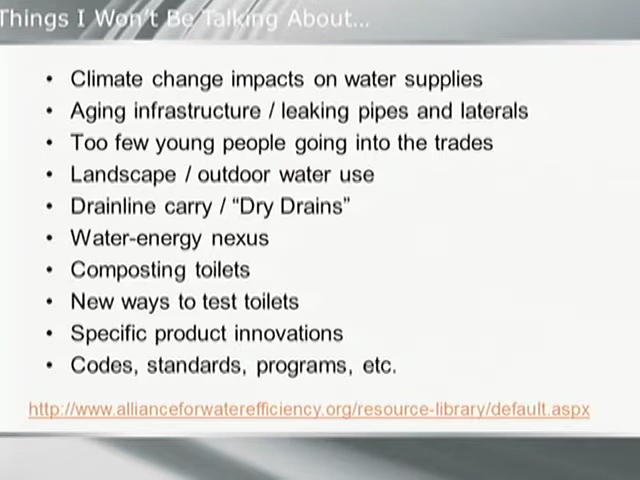 Things I Won't Be Talking About...
• Climate change impacts on water supplies
• Aging infrastructure / leaking pipes and laterals
• Too few young people going into the trades
• Landscape / outdoor water use
• Drainline carry / “Dry Drains”
• Water-energy nexus
• Composting toilets
• New ways to test toilets
• Specific product innovations
• Codes, standards, programs, etc.
http://www.allianceforwaterefficiency.org/resource-library/default.aspx